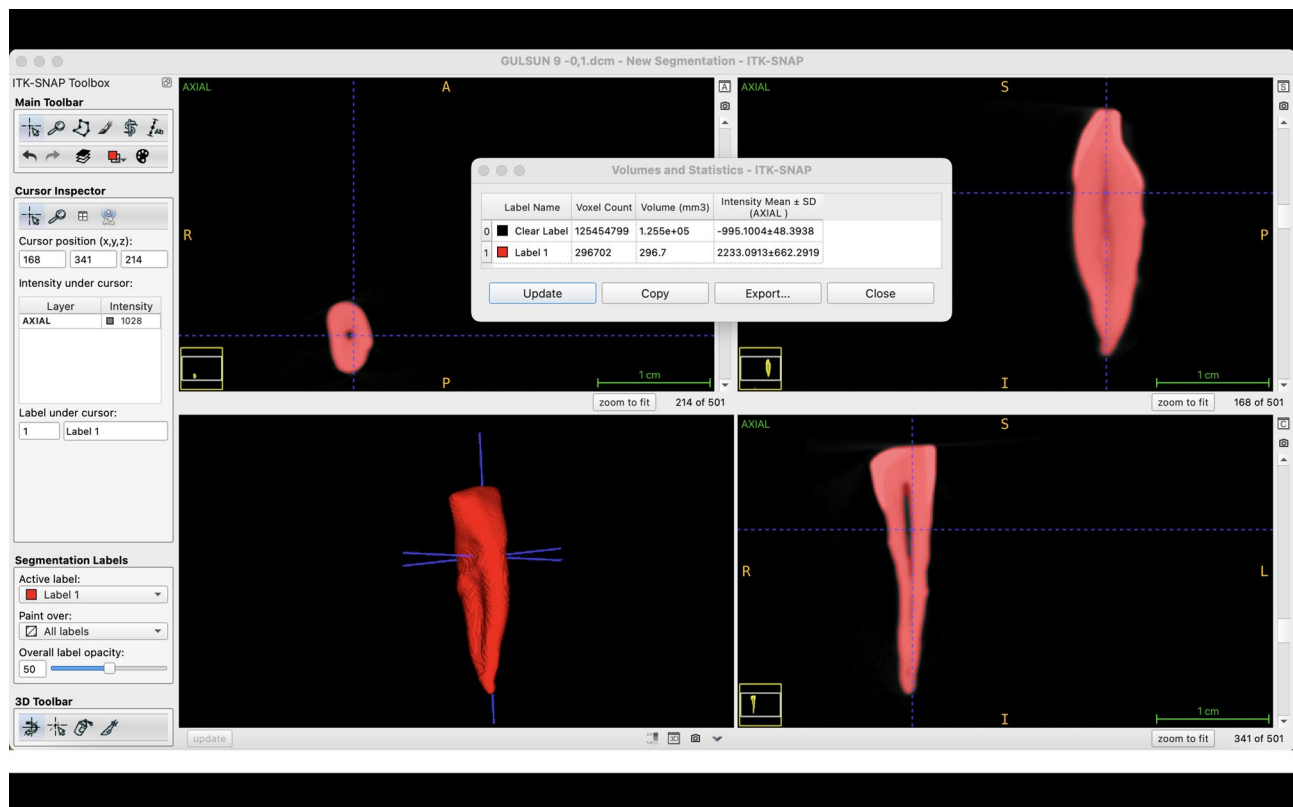 GULSUN 9 -0,1.dcm - New Segmentation - ITK-SNAP
ITK-SNAP Toolbox
Main Toolbar
Cursor Inspector
Cursor position (x,y,z):
168 341 214
Intensity under cursor:
Layer Intensity
AXIAL 1028
Label under cursor:
1 Label 1
Segmentation Labels
Active label:
Label 1
Paint over:
All labels
Overall label opacity:
50
3D Toolbar
AXIAL
A
R
P
1 cm
zoom to fit 214 of 501
A
AXIAL
S
P
I
1 cm
zoom to fit 168 of 501
S
Volumes and Statistics - ITK-SNAP
Label Name Voxel Count Volume (mm3) Intensity Mean ± SD
(AXIAL )
0 Clear Label 125454799 1.255e+05 -995.1004±48.3938
1 Label 1 296702 296.7 2233.0913±662.2919
Update Copy Export... Close
update
3D
AXIAL
S
R
L
I
1 cm
zoom to fit 341 of 501
C